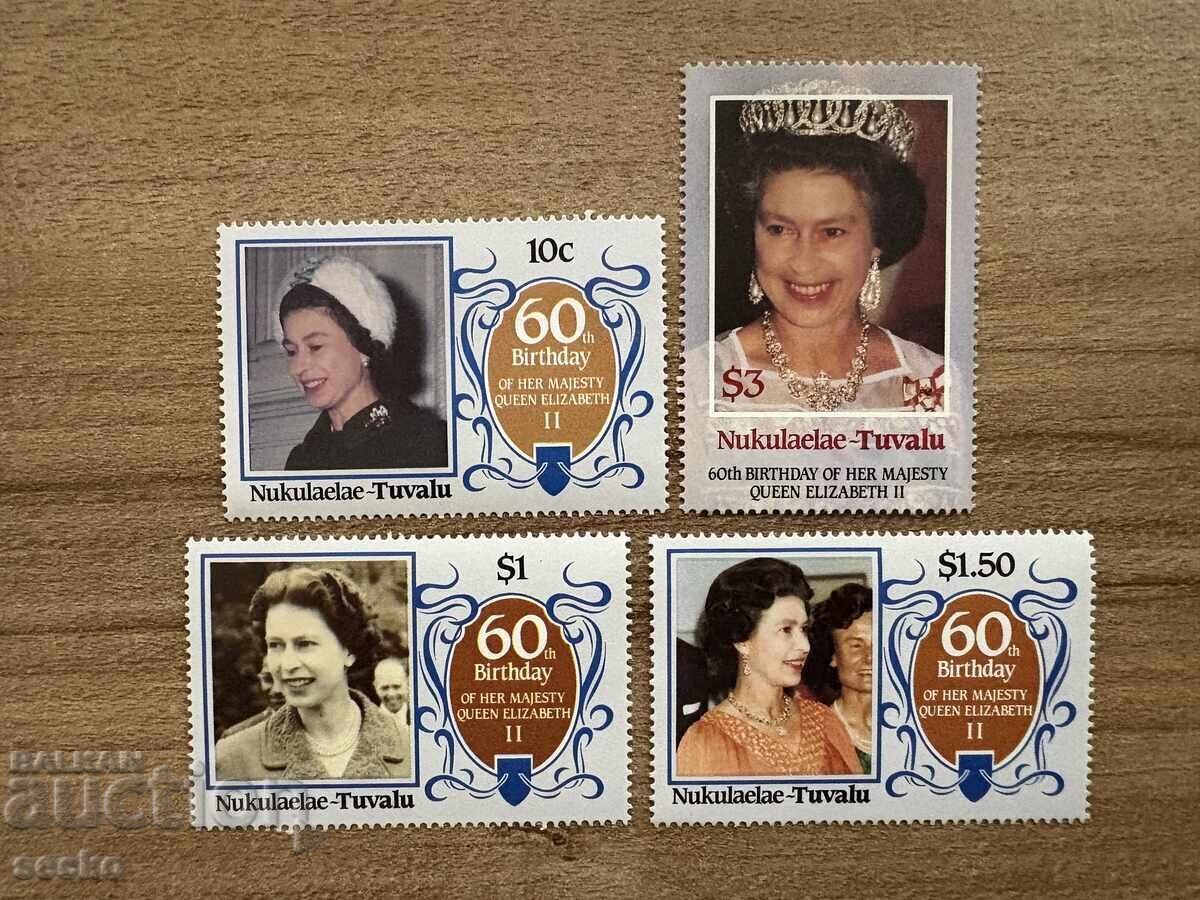 10c
60th
Birthday
OF HER MAJESTY
QUEEN ELIZABETH
II
Nukulaelae~Tuvalu
$3
Nukulaelae~Tuvalu
60th BIRTHDAY OF HER MAJESTY
QUEEN ELIZABETH II
$1
60th
Birthday
OF HER MAJESTY
QUEEN ELIZABETH
II
Nukulaelae~Tuvalu
$1.50
60th
Birthday
OF HER MAJESTY
QUEEN ELIZABETH
II
Nukulaelae~Tuvalu
BALKAN
auction
secko